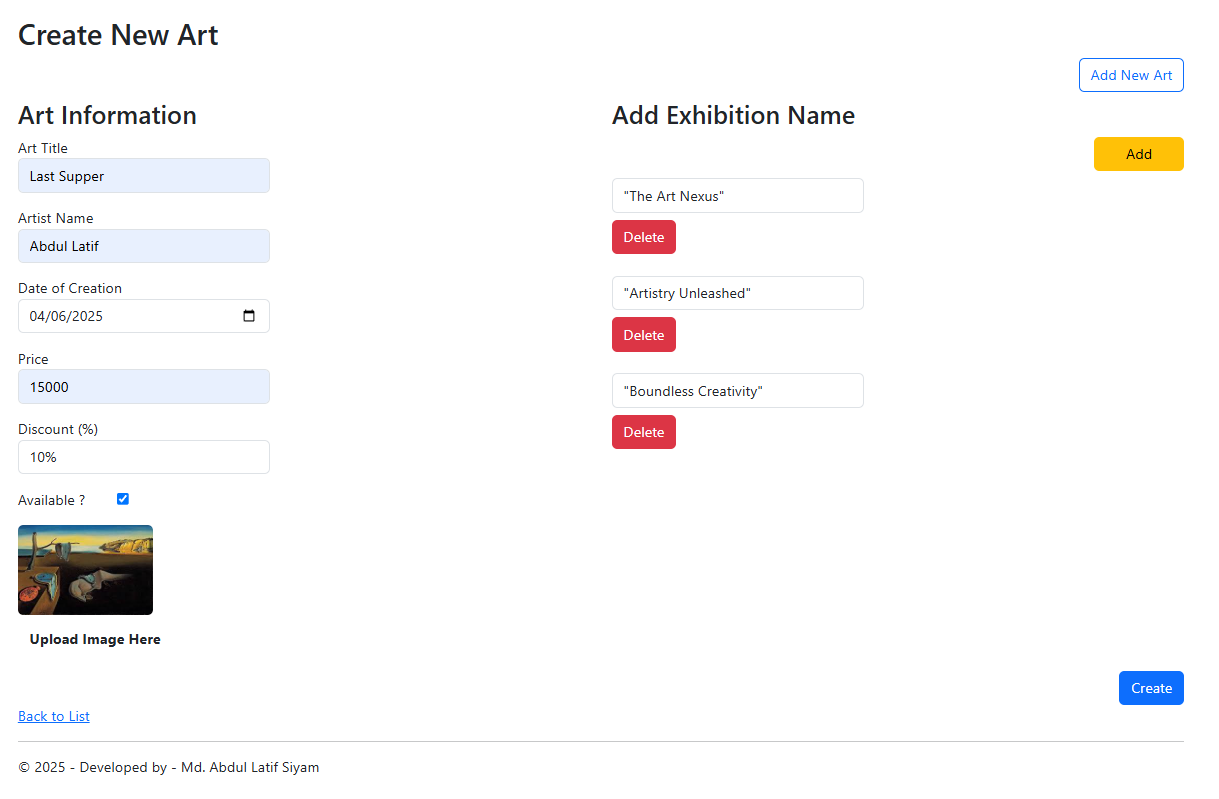 Create New Art
Add New Art
Art Information
Art Title
Last Supper
Artist Name
Abdul Latif
Date of Creation
04/06/2025
Price
15000
Discount (%)
10%
Available ?
Upload Image Here
Add Exhibition Name
Add
"The Art Nexus"
Delete
"Artistry Unleashed"
Delete
"Boundless Creativity"
Delete
Create
Back to List
© 2025 - Developed by - Md. Abdul Latif Siyam